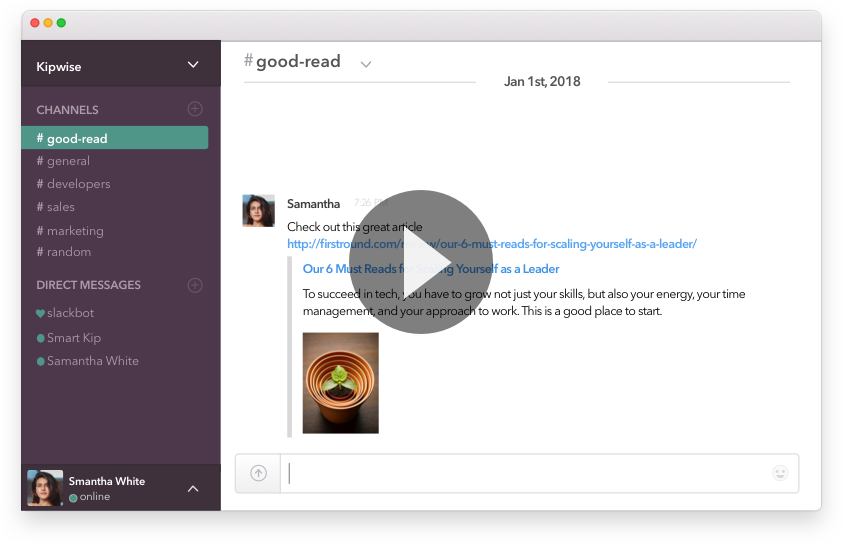 Kipwise
CHANNELS
# good-read
# general
# developers
# sales
# marketing
# random
DIRECT MESSAGES
slackbot
Smart Kip
Samantha White
Smantha White
online
# good-read
Jan 1st, 2018
Samantha 7:26 PM
Check out this great article
http://firstround.com/review/our-6-must-reads-for-scaling-yourself-as-a-leader/
Our 6 Must Reads for Scaling Yourself as a Leader
To succeed in tech, you have to grow not just your skills, but also your energy, your time
management, and your approach to work. This is a good place to start.